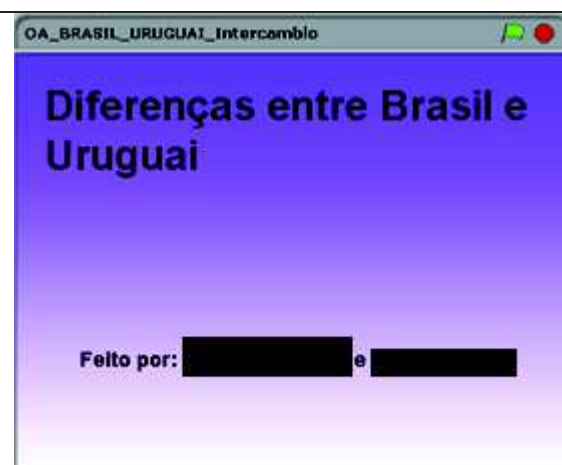 OA_BRASIL_URUGUAI_Intercambio
Diferenças entre Brasil e
Uruguai
Feito por: e